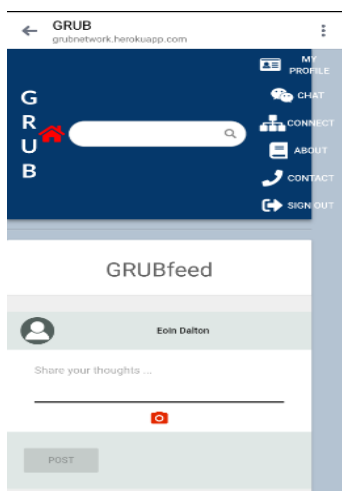 GRUB
grubnetwork.herokuapp.com
MY
PROFILE
CHAT
G
R
U
B
CONNECT
ABOUT
CONTACT
SIGN OUT
GRUBfeed
Eoin Dalton
Share your thoughts ...
POST